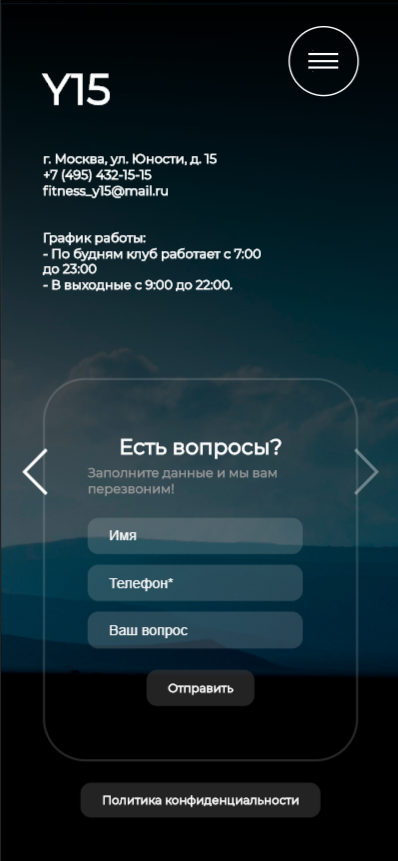 Y15
г. Москва, ул. Юности, д. 15
+7 (495) 432-15-15
fitness_y15@mail.ru
График работы:
- По будням клуб работает с 7:00
до 23:00
- В выходные с 9:00 до 22:00.
Есть вопросы?
Заполните данные и мы вам
перезвоним!
Имя
Телефон*
Ваш вопрос
Отправить
Политика конфиденциальности